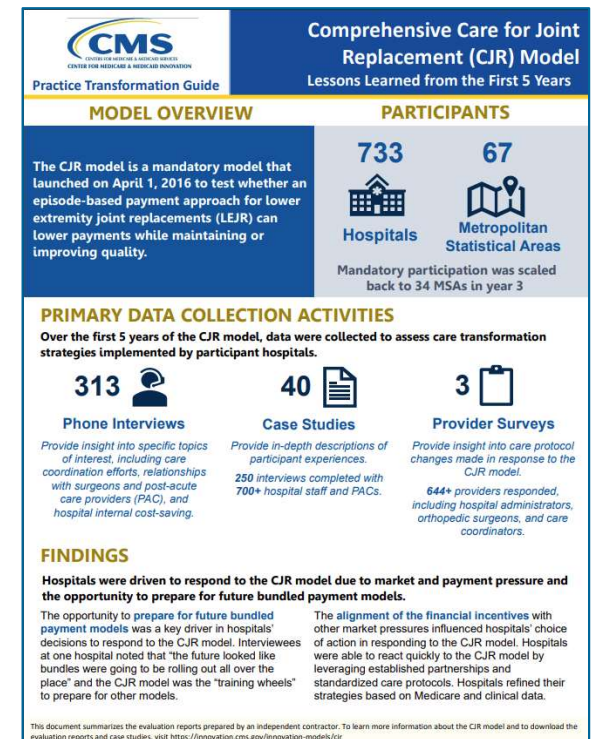 CMS
CENTERS FOR MEDICARE & MEDICAID SERVICES
CENTER FOR MEDICARE & MEDICAID INNOVATION
Practice Transformation Guide
Comprehensive Care for Joint
Replacement (CJR) Model
Lessons Learned from the First 5 Years
MODEL OVERVIEW
The CJR model is a mandatory model that
launched on April 1, 2016 to test whether an
episode-based payment approach for lower
extremity joint replacements (LEJR) can
lower payments while maintaining or
improving quality.
PARTICIPANTS
733
Hospitals
67
Metropolitan
Statistical Areas
Mandatory participation was scaled
back to 34 MSAs in year 3
PRIMARY DATA COLLECTION ACTIVITIES
Over the first 5 years of the CJR model, data were collected to assess care transformation
strategies implemented by participant hospitals.
313
Phone Interviews
Provide insight into specific topics
of interest, including care
coordination efforts, relationships
with surgeons and post-acute
care providers (PAC), and
hospital internal cost-saving.
40
Case Studies
Provide in-depth descriptions of
participant experiences.
250 interviews completed with
700+ hospital staff and PACs.
3
Provider Surveys
Provide insight into care protocol
changes made in response to the
CJR model.
644+ providers responded,
including hospital administrators,
orthopedic surgeons, and care
coordinators.
FINDINGS
Hospitals were driven to respond to the CJR model due to market and payment pressure and
the opportunity to prepare for future bundled payment models.
The opportunity to prepare for future bundled
payment models was a key driver in hospitals'
decisions to respond to the CJR model. Interviewees
at one hospital noted that "the future looked like
bundles were going to be rolling out all over the
place" and the CJR model was the "training wheels"
to prepare for other models.
The alignment of the financial incentives with
other market pressures influenced hospitals' choice
of action in responding to the CJR model. Hospitals
were able to react quickly to the CJR model by
leveraging established partnerships and
standardized care protocols. Hospitals refined their
strategies based on Medicare and clinical data.
This document summarizes the evaluation reports prepared by an independent contractor. To learn more information about the CJR model and to download the
evaluation reports and case studies, visit https://innovation.cms.gov/innovation-models/cjr